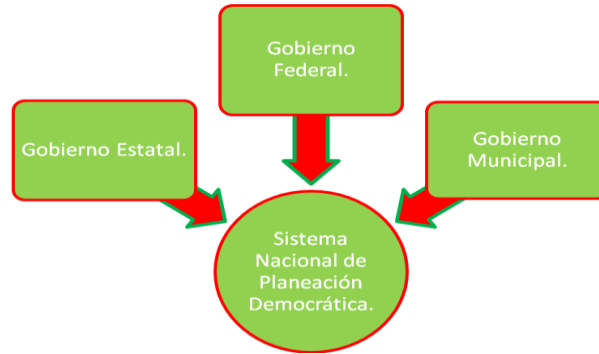 Gobierno
Federal.
Gobierno Estatal.
Gobierno
Municipal.
Sistema
Nacional de
Planeación
Democrática.